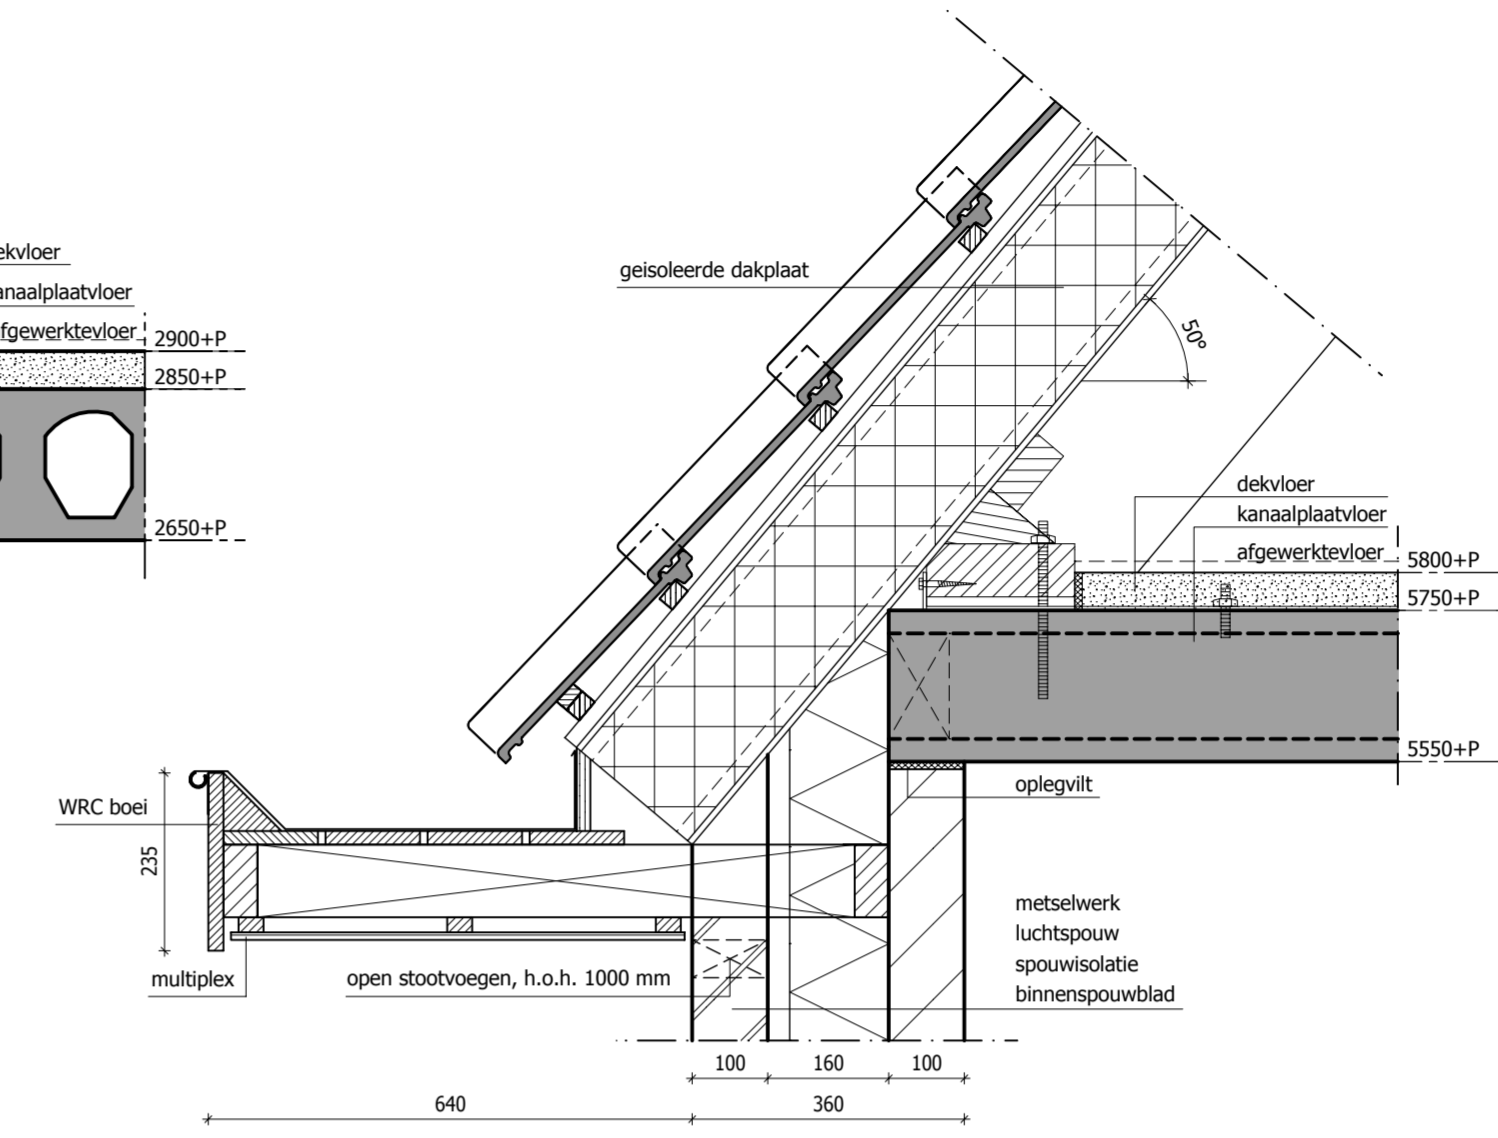 ekvloer
anaalplaatvloer
fgewerktevloer
2900+P
2850+P
2650+P
geisoleerde dakplaat
50°
dekvloer
kanaalplaatvloer
afgewerktevloer
5800+P
5750+P
5550+P
oplegvilt
WRC boei
235
multiplex
open stootvoegen, h.o.h. 1000 mm
metselwerk
luchtspouw
spouwisolatie
binnenspouwblad
100 160 100
640 360